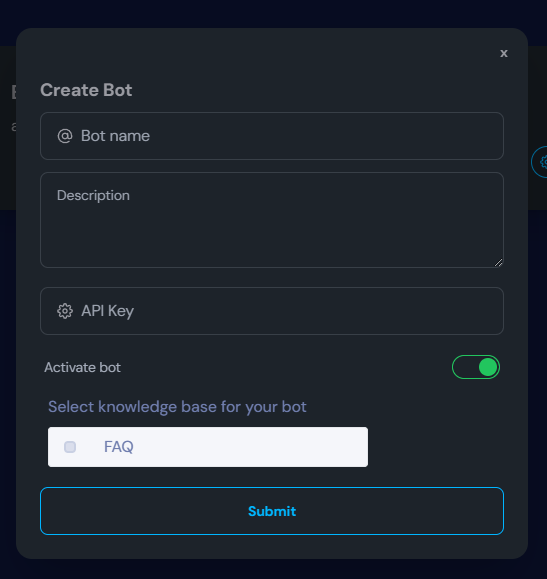 x
Create Bot
Bot name
Description
API Key
Activate bot
Select knowledge base for your bot
FAQ
Submit